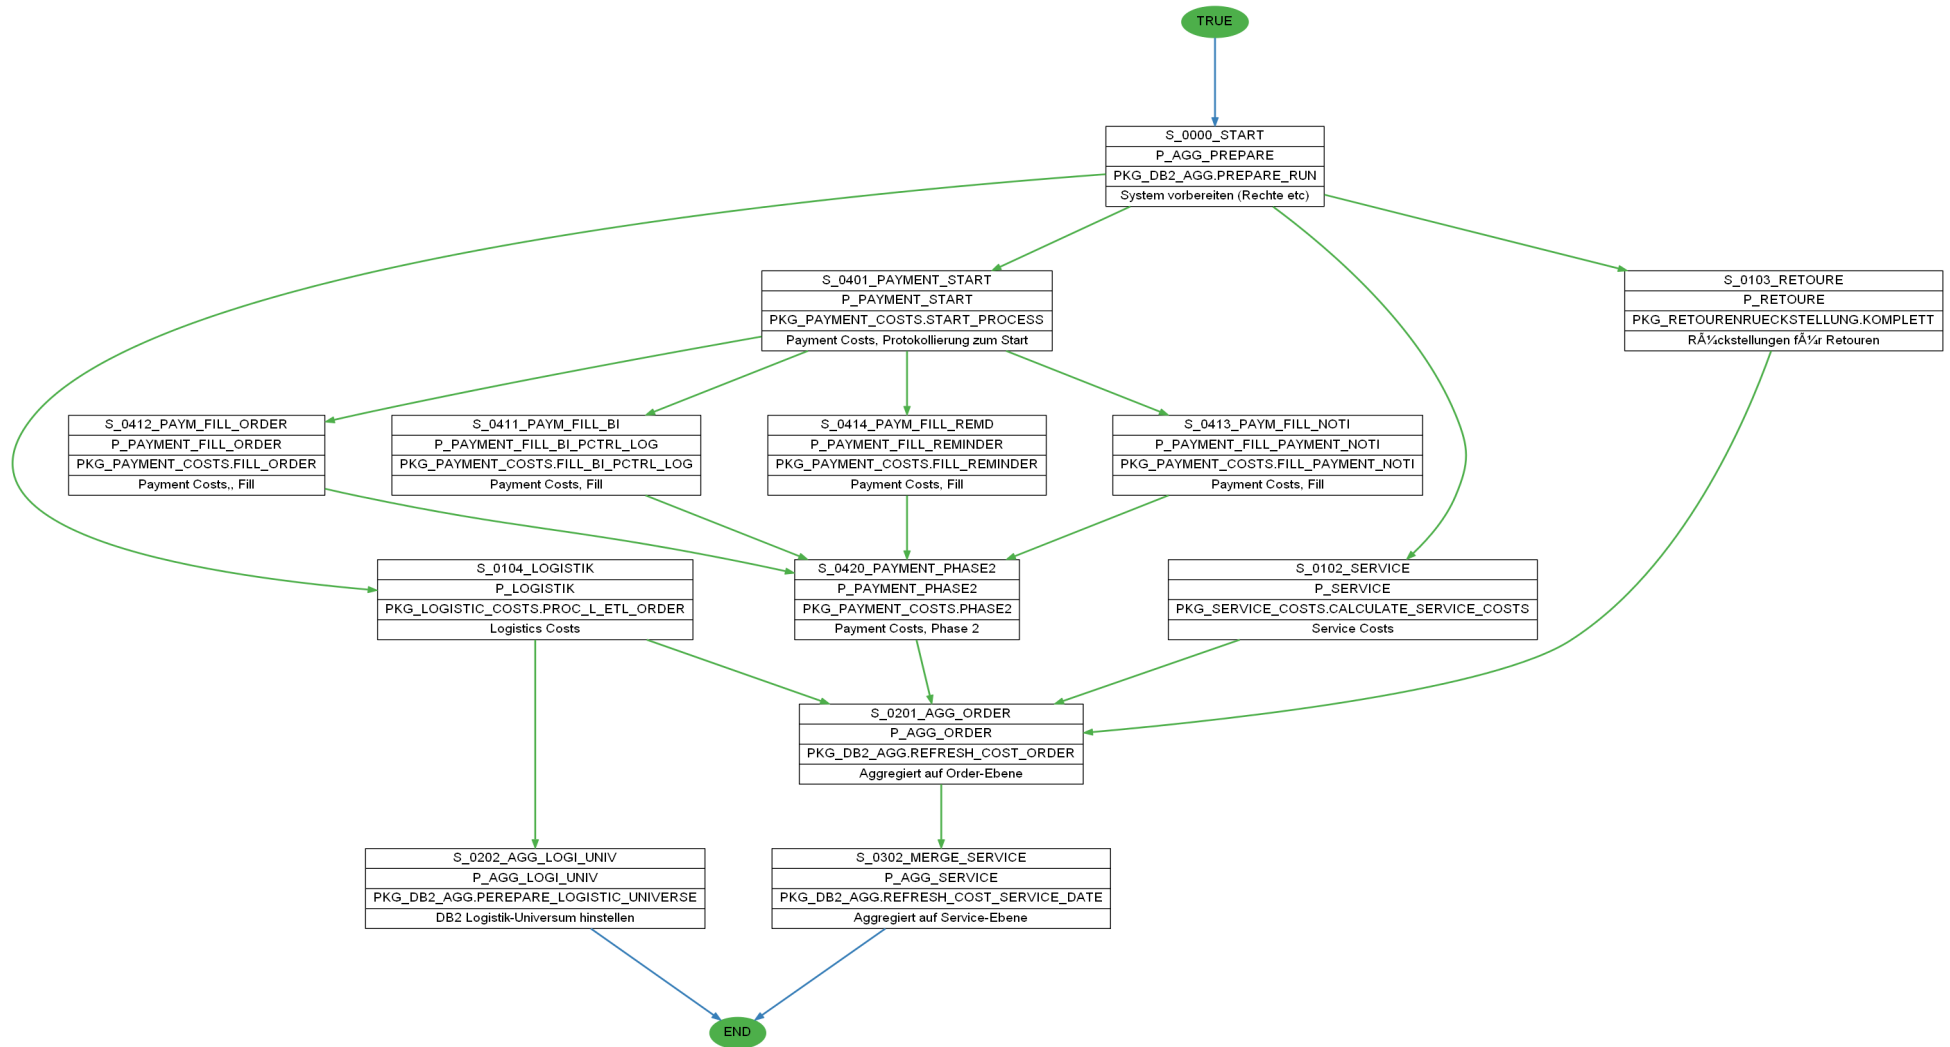 TRUE
S_0000_START
P_AGG_PREPARE
PKG_DB2_AGG.PREPARE_RUN
System vorbereiten (Rechte etc)
S_0401_PAYMENT_START
P_PAYMENT_START
PKG_PAYMENT_COSTS.START_PROCESS
Payment Costs, Protokollierung zum Start
S_0103_RETOURE
P_RETOURE
PKG_RETOURENRUECKSTELLUNG.KOMPLETT
RÃ¼ckstellungen fÃ¼r Retouren
S_0412_PAYM_FILL_ORDER
P_PAYMENT_FILL_ORDER
PKG_PAYMENT_COSTS.FILL_ORDER
Payment Costs,, Fill
S_0411_PAYM_FILL_BI
P_PAYMENT_FILL_BI_PCTRL_LOG
PKG_PAYMENT_COSTS.FILL_BI_PCTRL_LOG
Payment Costs, Fill
S_0414_PAYM_FILL_REMD
P_PAYMENT_FILL_REMINDER
PKG_PAYMENT_COSTS.FILL_REMINDER
Payment Costs, Fill
S_0413_PAYM_FILL_NOTI
P_PAYMENT_FILL_PAYMENT_NOTI
PKG_PAYMENT_COSTS.FILL_PAYMENT_NOTI
Payment Costs, Fill
S_0104_LOGISTIK
P_LOGISTIK
PKG_LOGISTIC_COSTS.PROC_L_ETL_ORDER
Logistics Costs
S_0420_PAYMENT_PHASE2
P_PAYMENT_PHASE2
PKG_PAYMENT_COSTS.PHASE2
Payment Costs, Phase 2
S_0102_SERVICE
P_SERVICE
PKG_SERVICE_COSTS.CALCULATE_SERVICE_COSTS
Service Costs
S_0201_AGG_ORDER
P_AGG_ORDER
PKG_DB2_AGG.REFRESH_COST_ORDER
Aggregiert auf Order-Ebene
S_0202_AGG_LOGI_UNIV
P_AGG_LOGI_UNIV
PKG_DB2_AGG.PEREPARE_LOGISTIC_UNIVERSE
DB2 Logistik-Universum hinstellen
S_0302_MERGE_SERVICE
P_AGG_SERVICE
PKG_DB2_AGG.REFRESH_COST_SERVICE_DATE
Aggregiert auf Service-Ebene
END